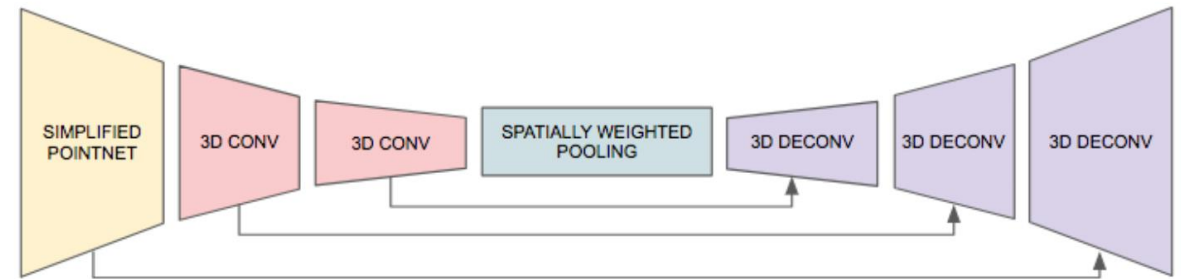 SIMPLIFIED
POINTNET
3D CONV
3D CONV
SPATIALLY WEIGHTED
POOLING
3D DECONV
3D DECONV
3D DECONV